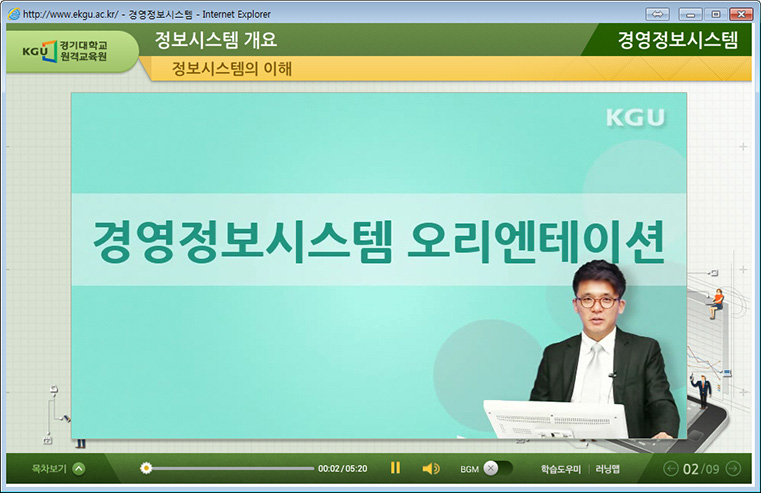 http://www.ekgu.ac.kr/ - 경영정보시스템 - Internet Explorer
KGU 경기대학교
원격교육원
정보시스템 개요
경영정보시스템
정보시스템의 이해
KGU
경영정보시스템 오리엔테이션
목차보기
00:02/05:20
BGM
학습도우미
러닝맵
02/09